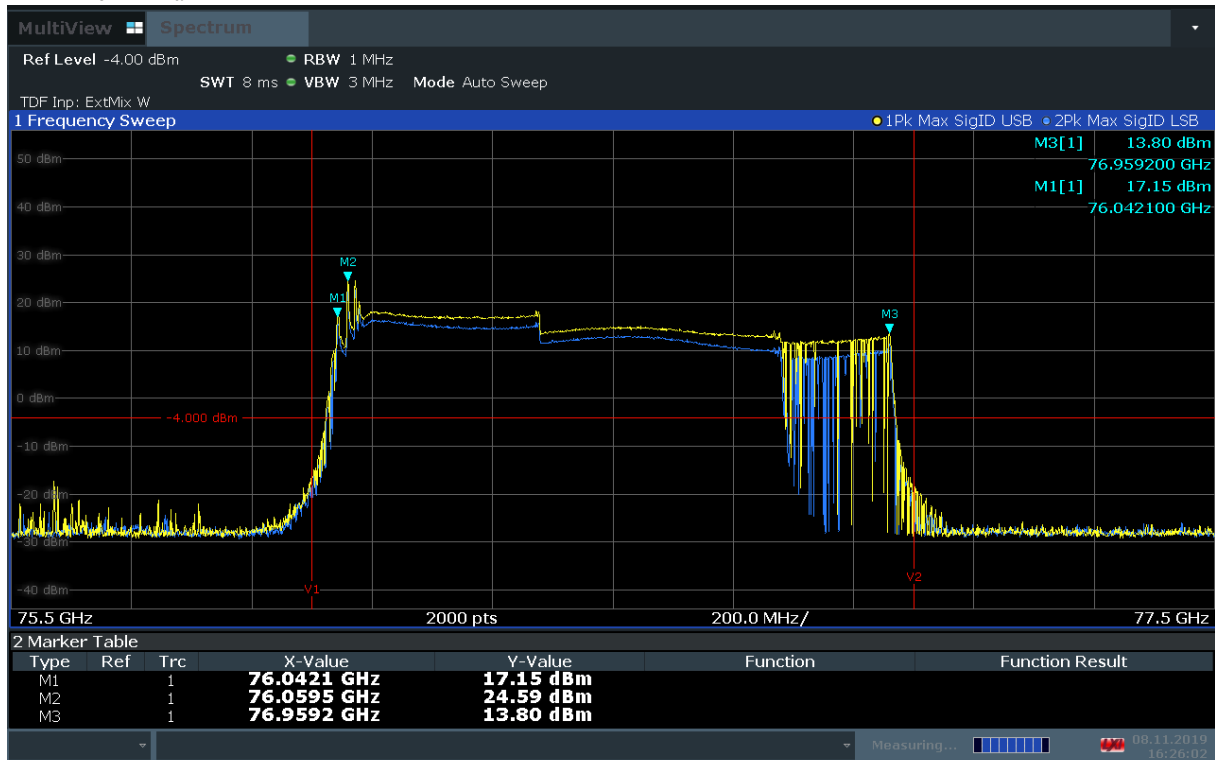 MultiView Spectrum
Ref Level -4.00 dBm RBW 1 MHz
SWT 8 ms VBW 3 MHz Mode Auto Sweep
TDF Inp: ExtMix W
1 Frequency Sweep 1Pk Max SigID USB 2Pk Max SigID LSB
M3[1] 13.80 dBm
76.959200 GHz
M1[1] 17.15 dBm
76.042100 GHz
50 dBm
40 dBm
30 dBm
M2
20 dBm
M1
M3
10 dBm
0 dBm
-4.000 dBm
-10 dBm
-20 dBm
-30 dBm
V2
-40 dBm
V1
75.5 GHz 2000 pts 200.0 MHz/ 77.5 GHz
2 Marker Table
Type Ref Trc X-Value Y-Value Function Function Result
M1 1 76.0421 GHz 17.15 dBm
M2 1 76.0595 GHz 24.59 dBm
M3 1 76.9592 GHz 13.80 dBm
Measuring... 08.11.2019
16:26:02